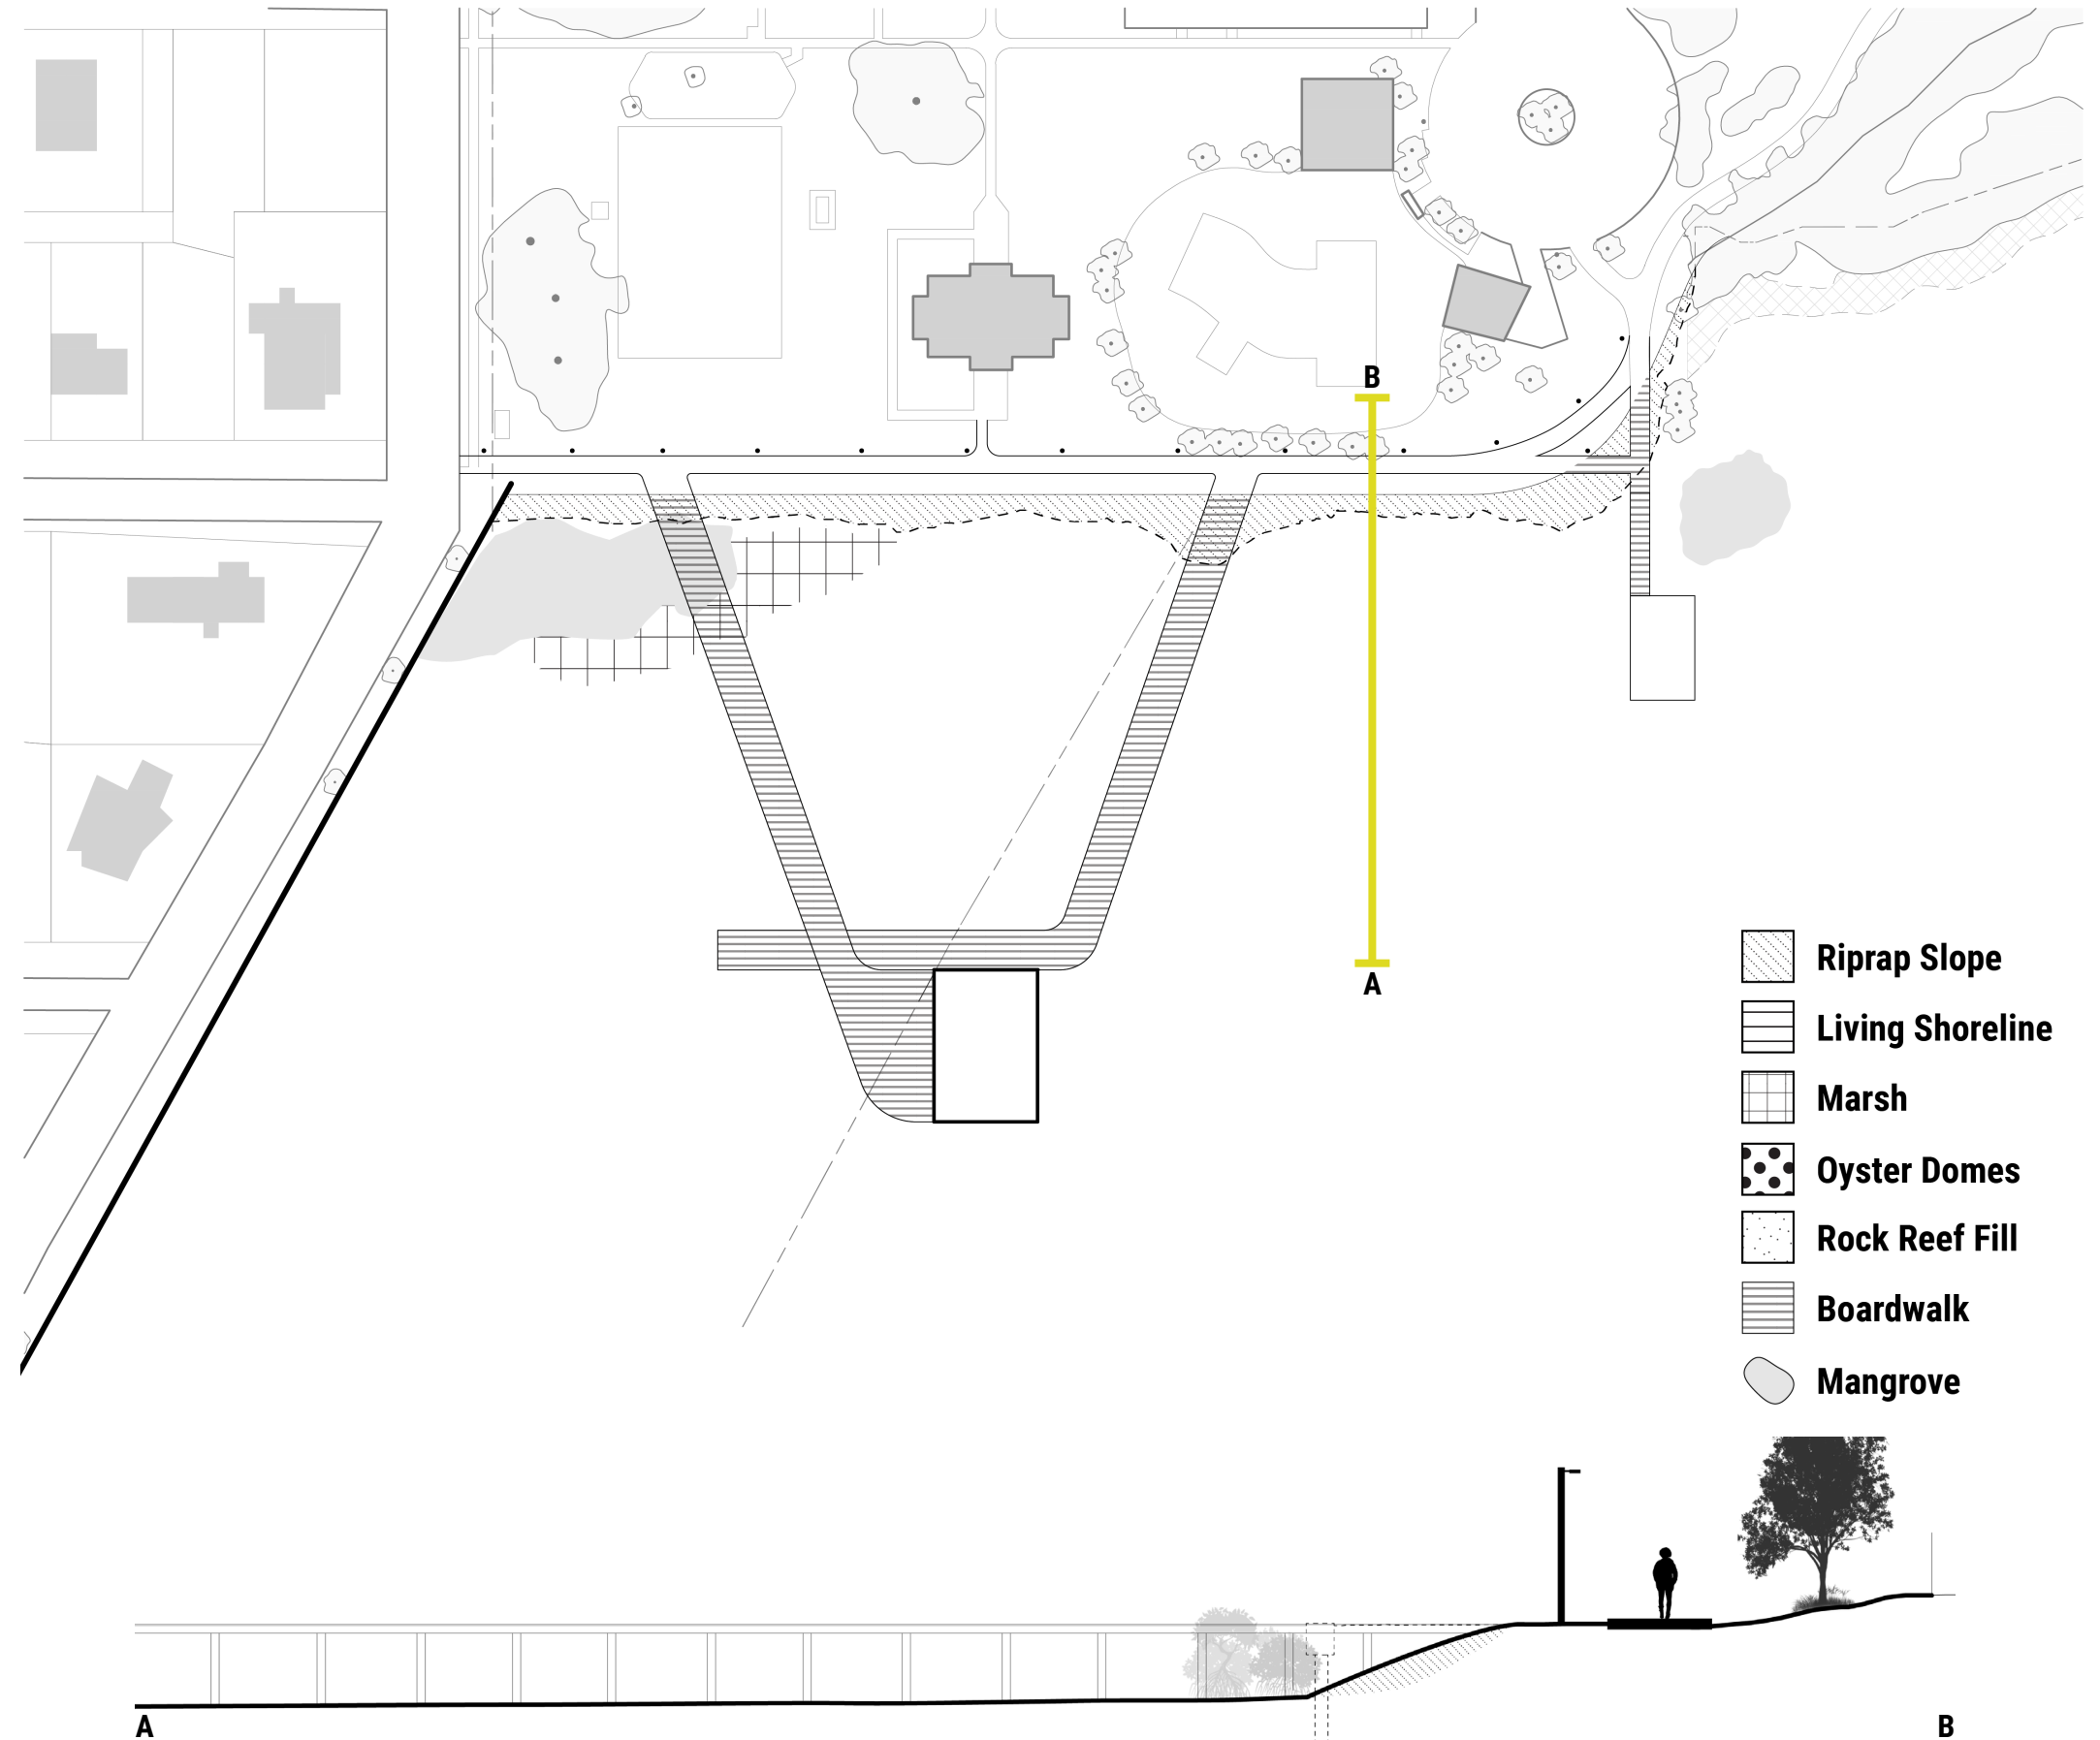 B
A
Riprap Slope
Living Shoreline
Marsh
Oyster Domes
Rock Reef Fill
Boardwalk
Mangrove
A
B